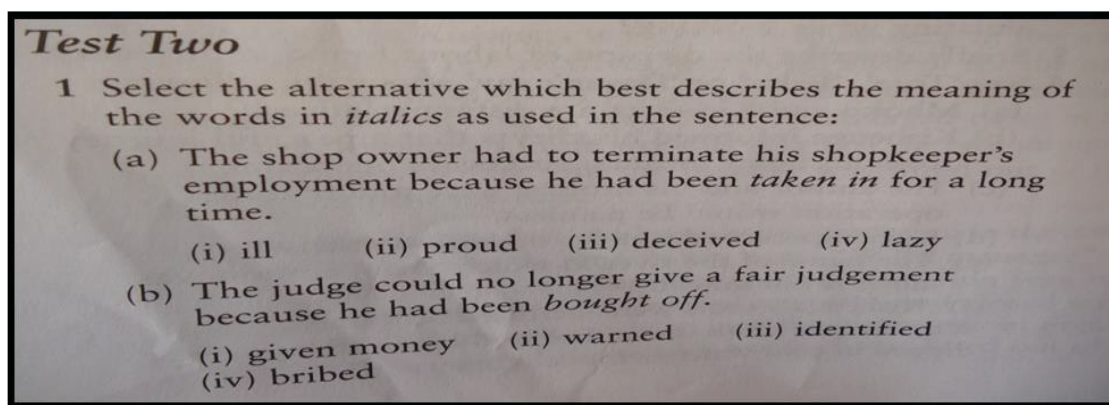 Test Two
1 Select the alternative which best describes the meaning of
the words in italics as used in the sentence:
(a) The shop owner had to terminate his shopkeeper's
employment because he had been taken in for a long
time.
(i) ill (ii) proud (iii) deceived (iv) lazy
(b) The judge could no longer give a fair judgement
because he had been bought off.
(i) given money (ii) warned (iii) identified
(iv) bribed